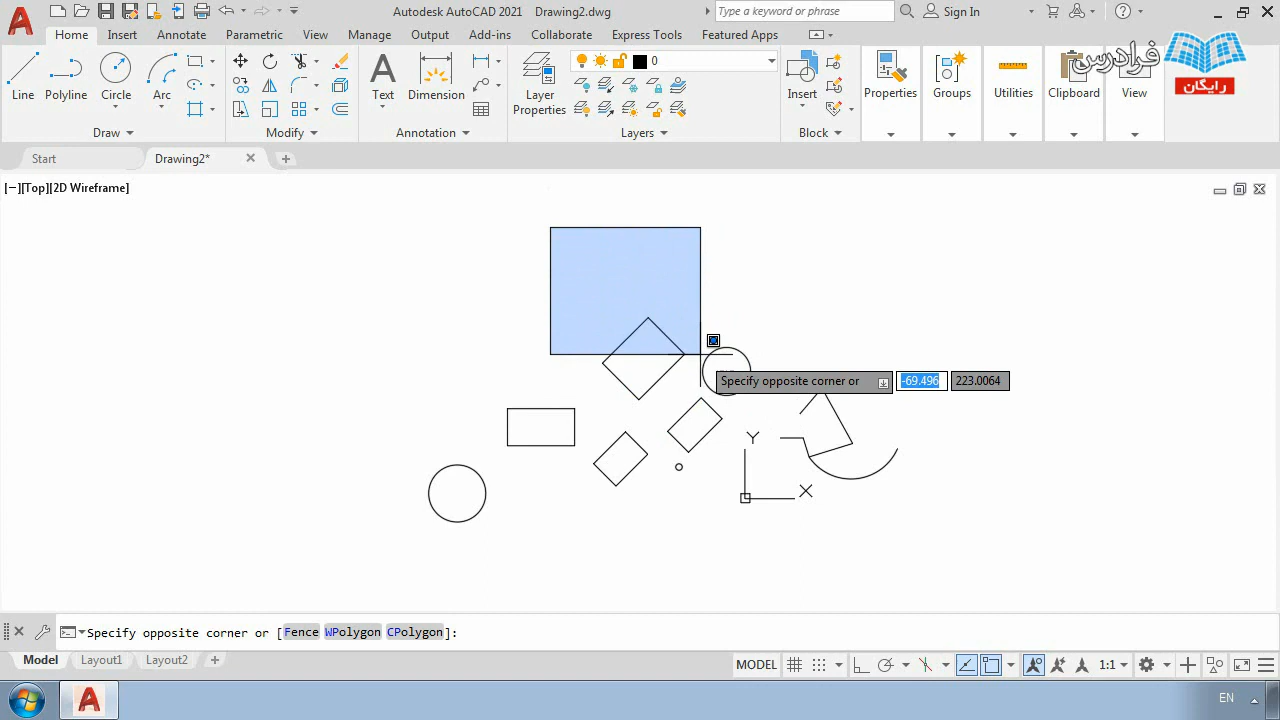 Autodesk AutoCAD 2021 Drawing2.dwg
Type a keyword or phrase
Sign In
Home Insert Annotate Parametric View Manage Output Add-ins Collaborate Express Tools Featured Apps
Line Polyline Circle Arc
Text Dimension
Layer Properties
0
Insert
Properties Groups Utilities Clipboard View
Draw Modify Annotation Layers Block
فرادرس
رایگان
Start Drawing2*
[−][Top][2D Wireframe]
Specify opposite corner or -69.496 223.0064
Y
X
Specify opposite corner or [Fence WPolygon CPolygon]:
Model Layout1 Layout2
MODEL 1:1
EN